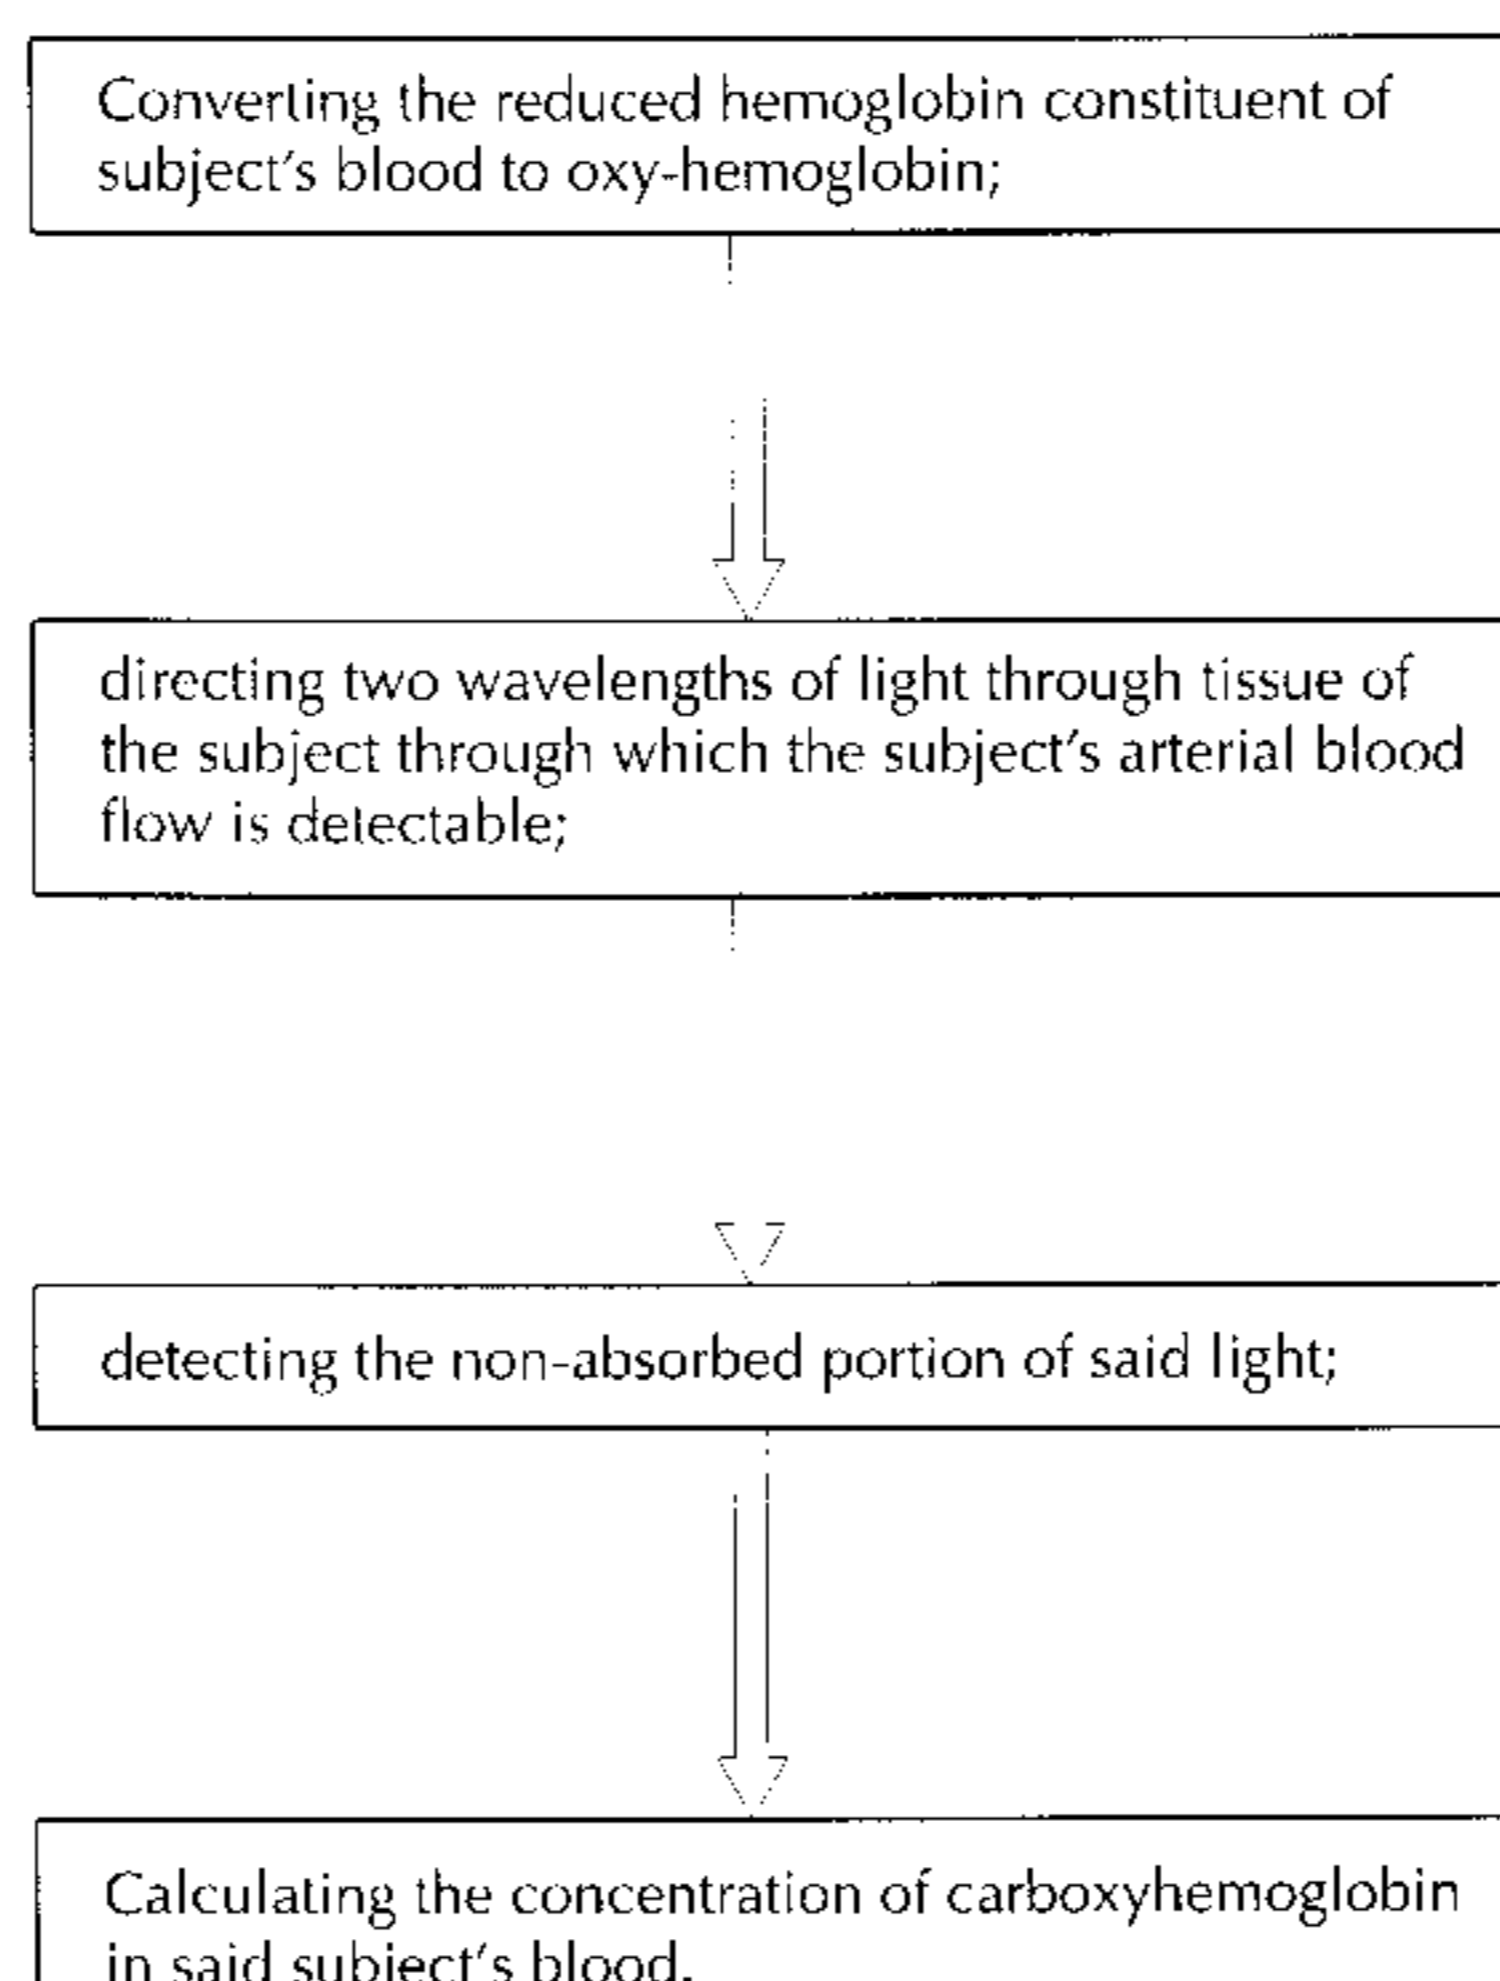 Converting the reduced hemoglobin constituent of
subject's blood to oxy-hemoglobin;
directing two wavelengths of light through tissue of
the subject through which the subject's arterial blood
flow is detectable;
detecting the non-absorbed portion of said light;
Calculating the concentration of carboxyhemoglobin
in said subject's blood.